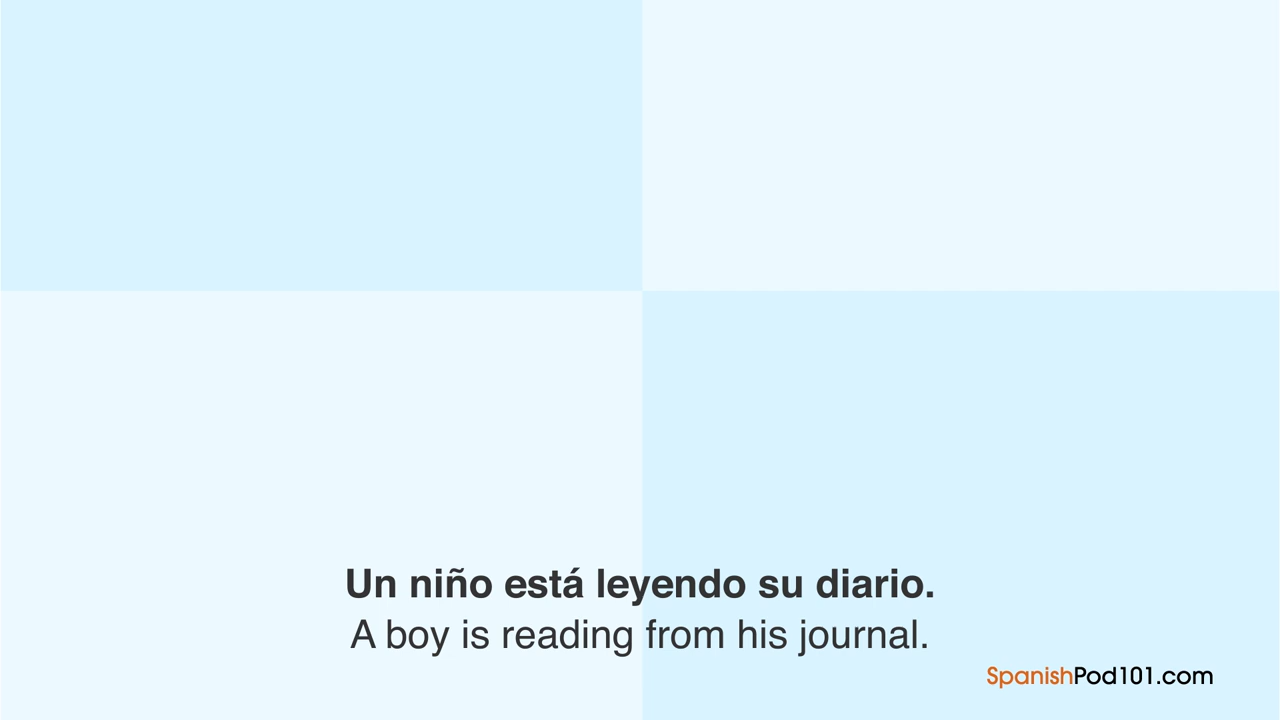 Un niño está leyendo su diario.
A boy is reading from his journal.
SpanishPod101.com